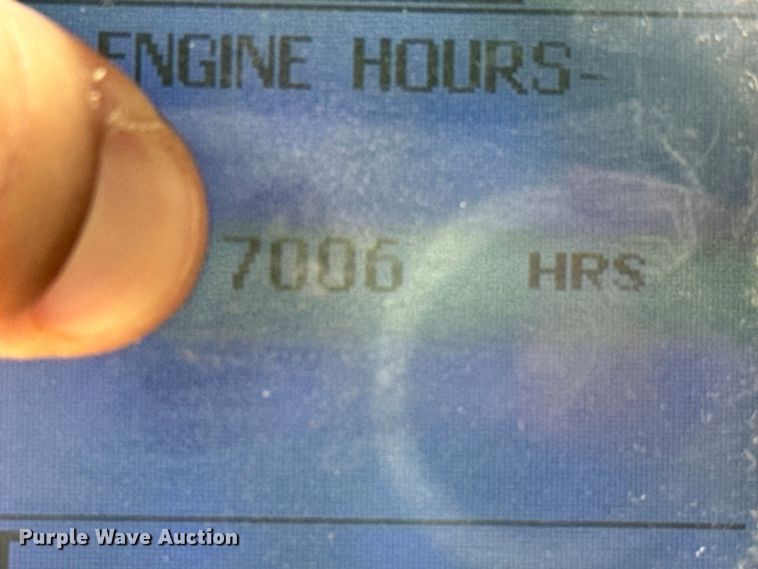 ENGINE HOURS-
7006 HRS
Purple Wave Auction